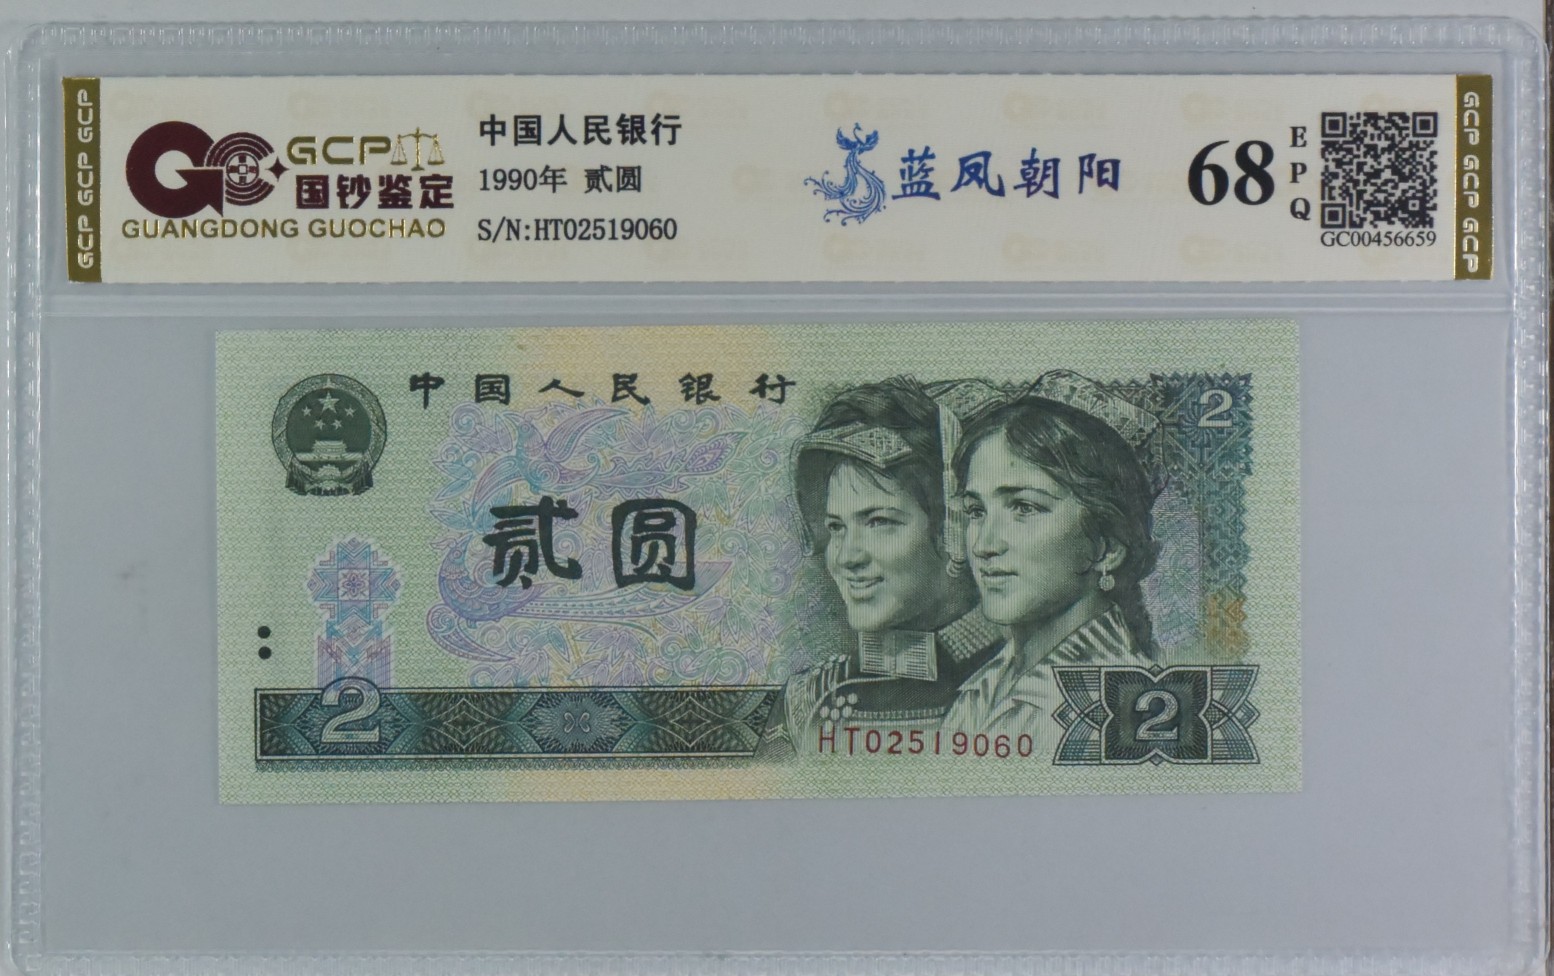 GCP GCP GCP
GCP
国钞鉴定
GUANGDONG GUOCHAO
中国人民银行
1990年 贰圆
S/N:HT02519060
蓝凤朝阳
68
EPQ
GC00456659
GCP GCP GCP
中国人民银行
2
贰圆
2
HT02519060
2